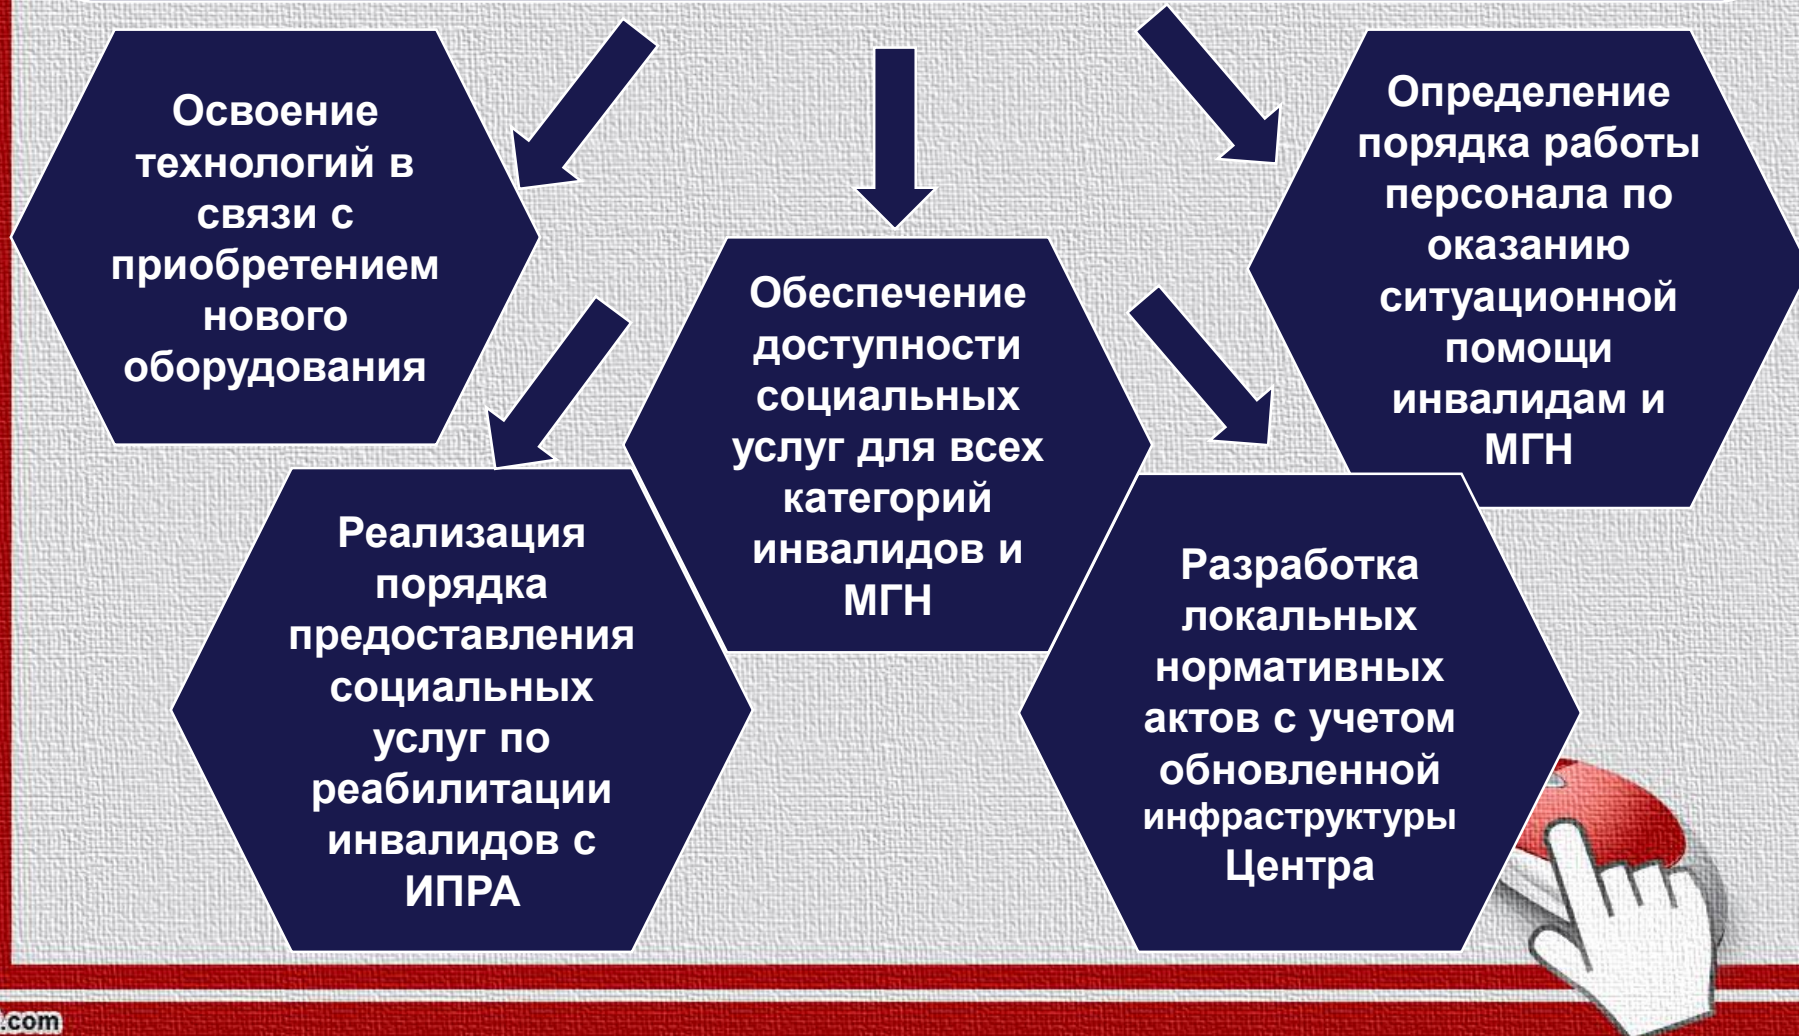 Освоение
технологий в
связи с
приобретением
нового
оборудования
Обеспечение
доступности
социальных
услуг для всех
категорий
инвалидов и
МГН
Определение
порядка работы
персонала по
оказанию
ситуационной
помощи
инвалидам и
МГН
Реализация
порядка
предоставления
социальных
услуг по
реабилитации
инвалидов с
ИПРА
Разработка
локальных
нормативных
актов с учетом
обновленной
инфраструктуры
Центра
.com